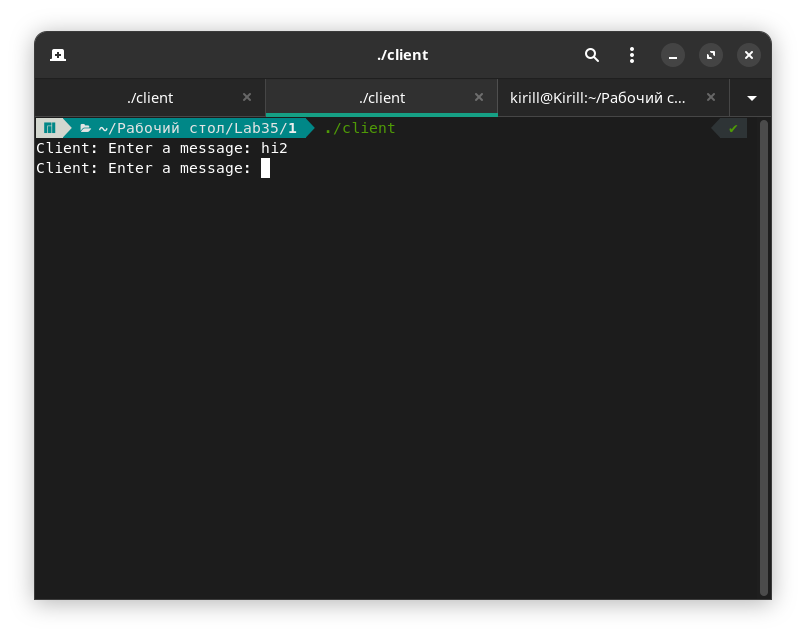 ./client
./client
./client
kirill@Kirill:~/Рабочий с...
~/Рабочий стол/Lab35/1 ./client ✔
Client: Enter a message: hi2
Client: Enter a message: